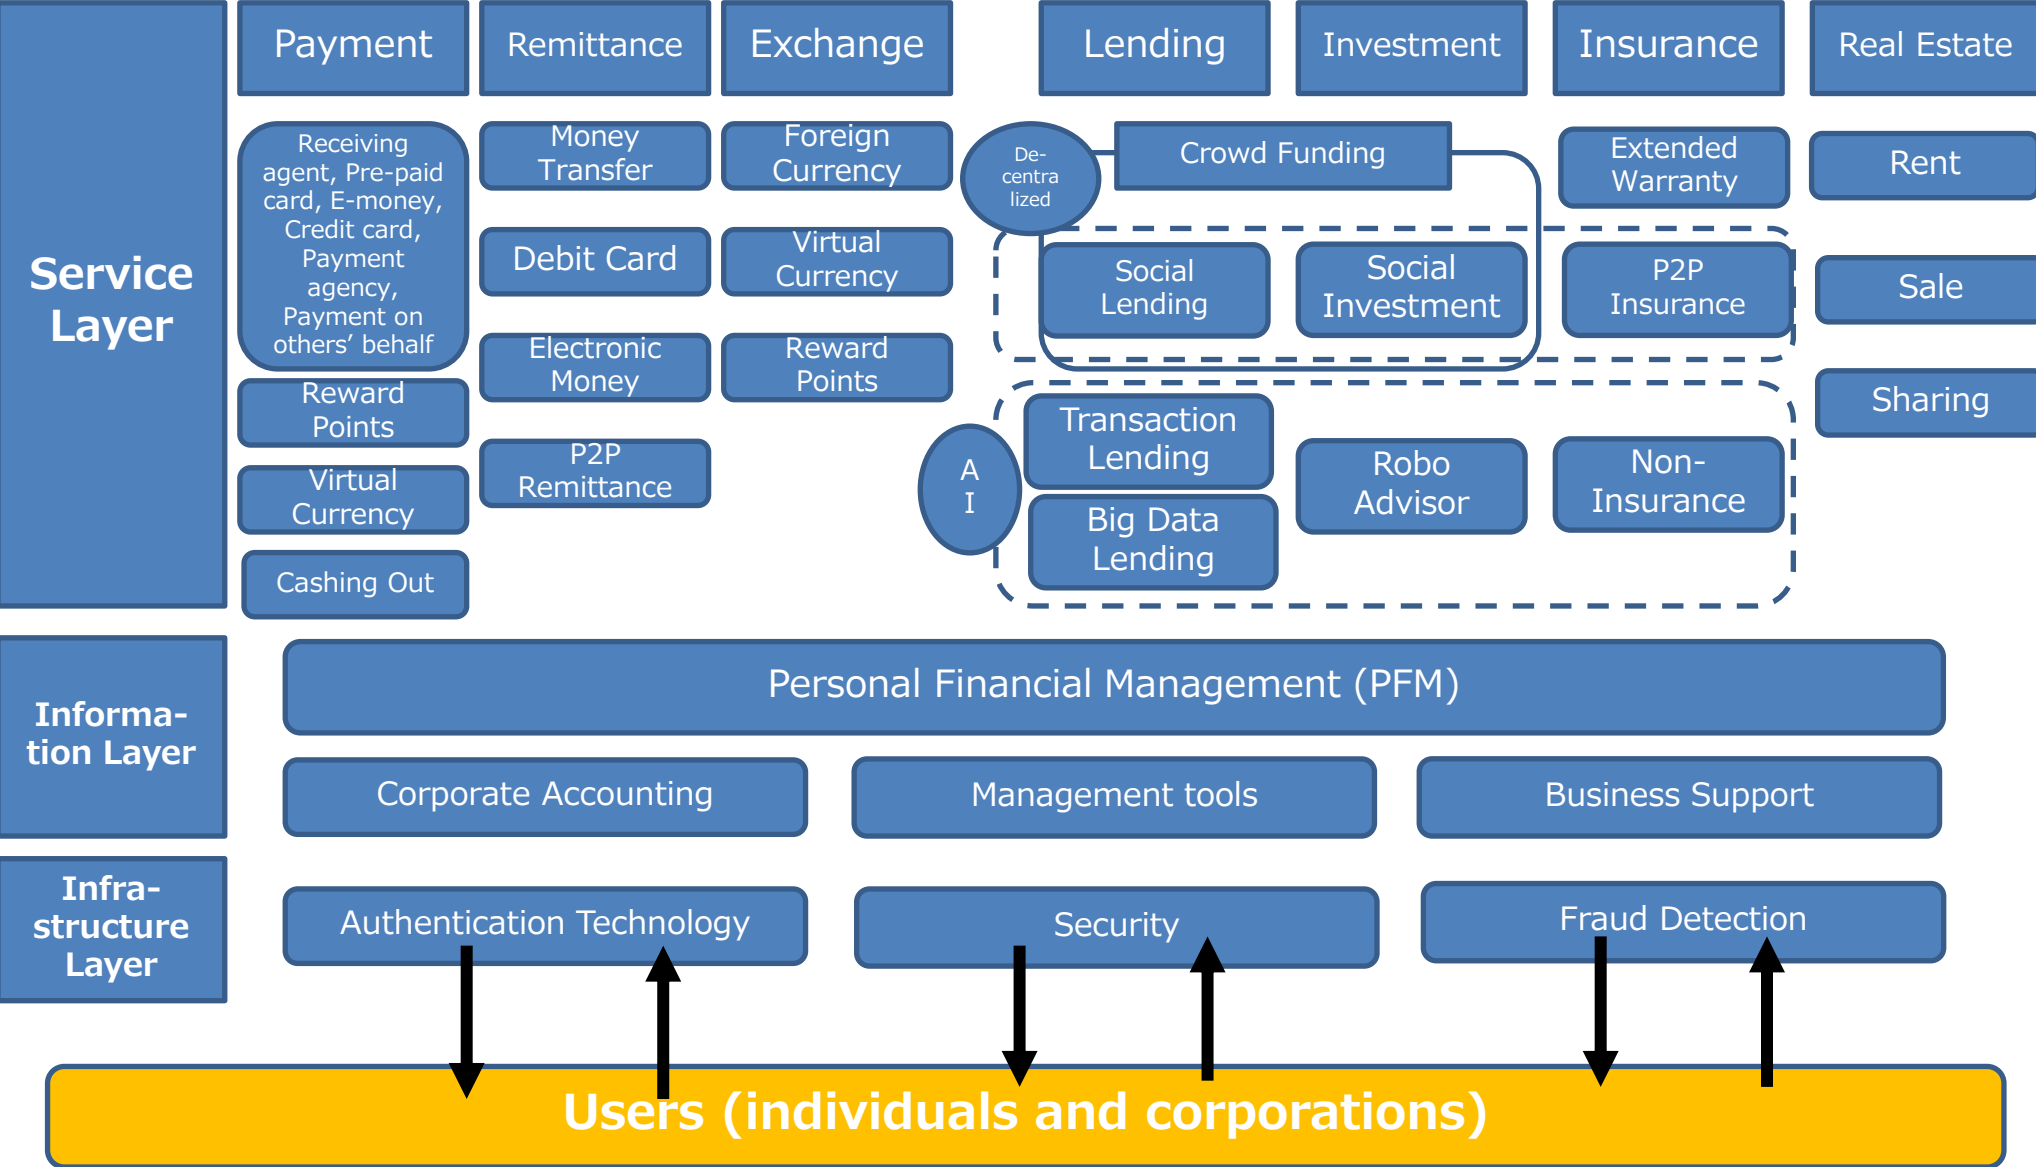 Service
Layer
Payment
Remittance
Exchange
Lending
Investment
Insurance
Real Estate
Receiving
agent, Pre-paid
card, E-money,
Credit card,
Payment
agency,
Payment on
others’ behalf
Reward
Points
Virtual
Currency
Cashing Out
Money
Transfer
Debit Card
Electronic
Money
P2P
Remittance
Foreign
Currency
Virtual
Currency
Reward
Points
De-
centra
lized
Crowd Funding
Social
Lending
Social
Investment
Extended
Warranty
P2P
Insurance
Rent
Sale
Sharing
A
I
Transaction
Lending
Big Data
Lending
Robo
Advisor
Non-
Insurance
Informa-
tion Layer
Personal Financial Management (PFM)
Corporate Accounting
Management tools
Business Support
Infra-
structure
Layer
Authentication Technology
Security
Fraud Detection
Users (individuals and corporations)